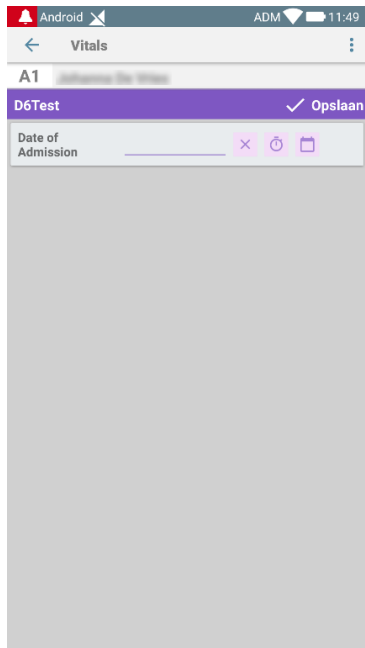 Android ADM 11:49
Vitals
A1
D6Test Opslaan
Date of
Admission